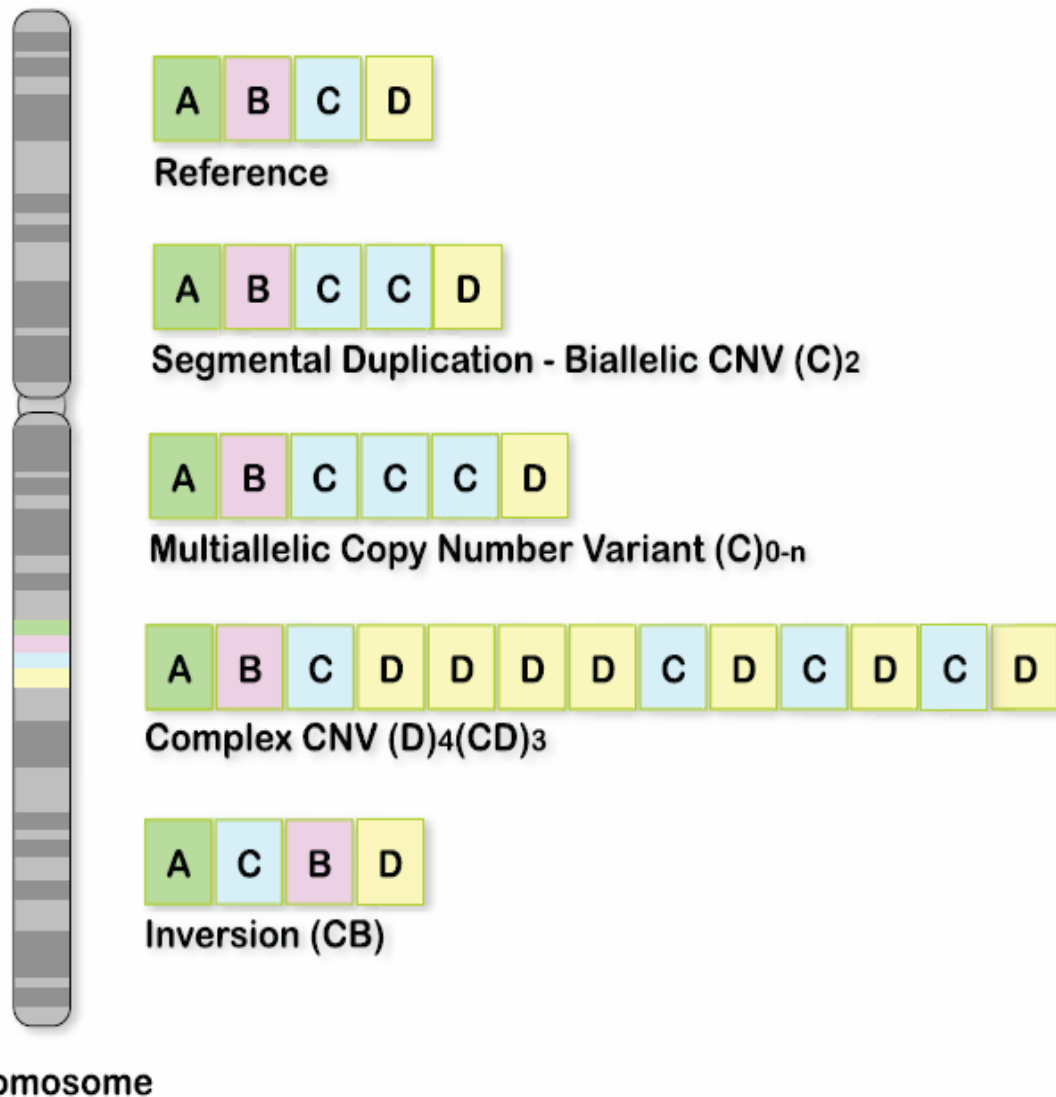 A B C D
Reference
A B C C D
Segmental Duplication - Biallelic CNV (C)2
A B C C C D
Multiallelic Copy Number Variant (C)0-n
A B C D D D D C D C D C D
Complex CNV (D)4(CD)3
A C B D
Inversion (CB)
omosome